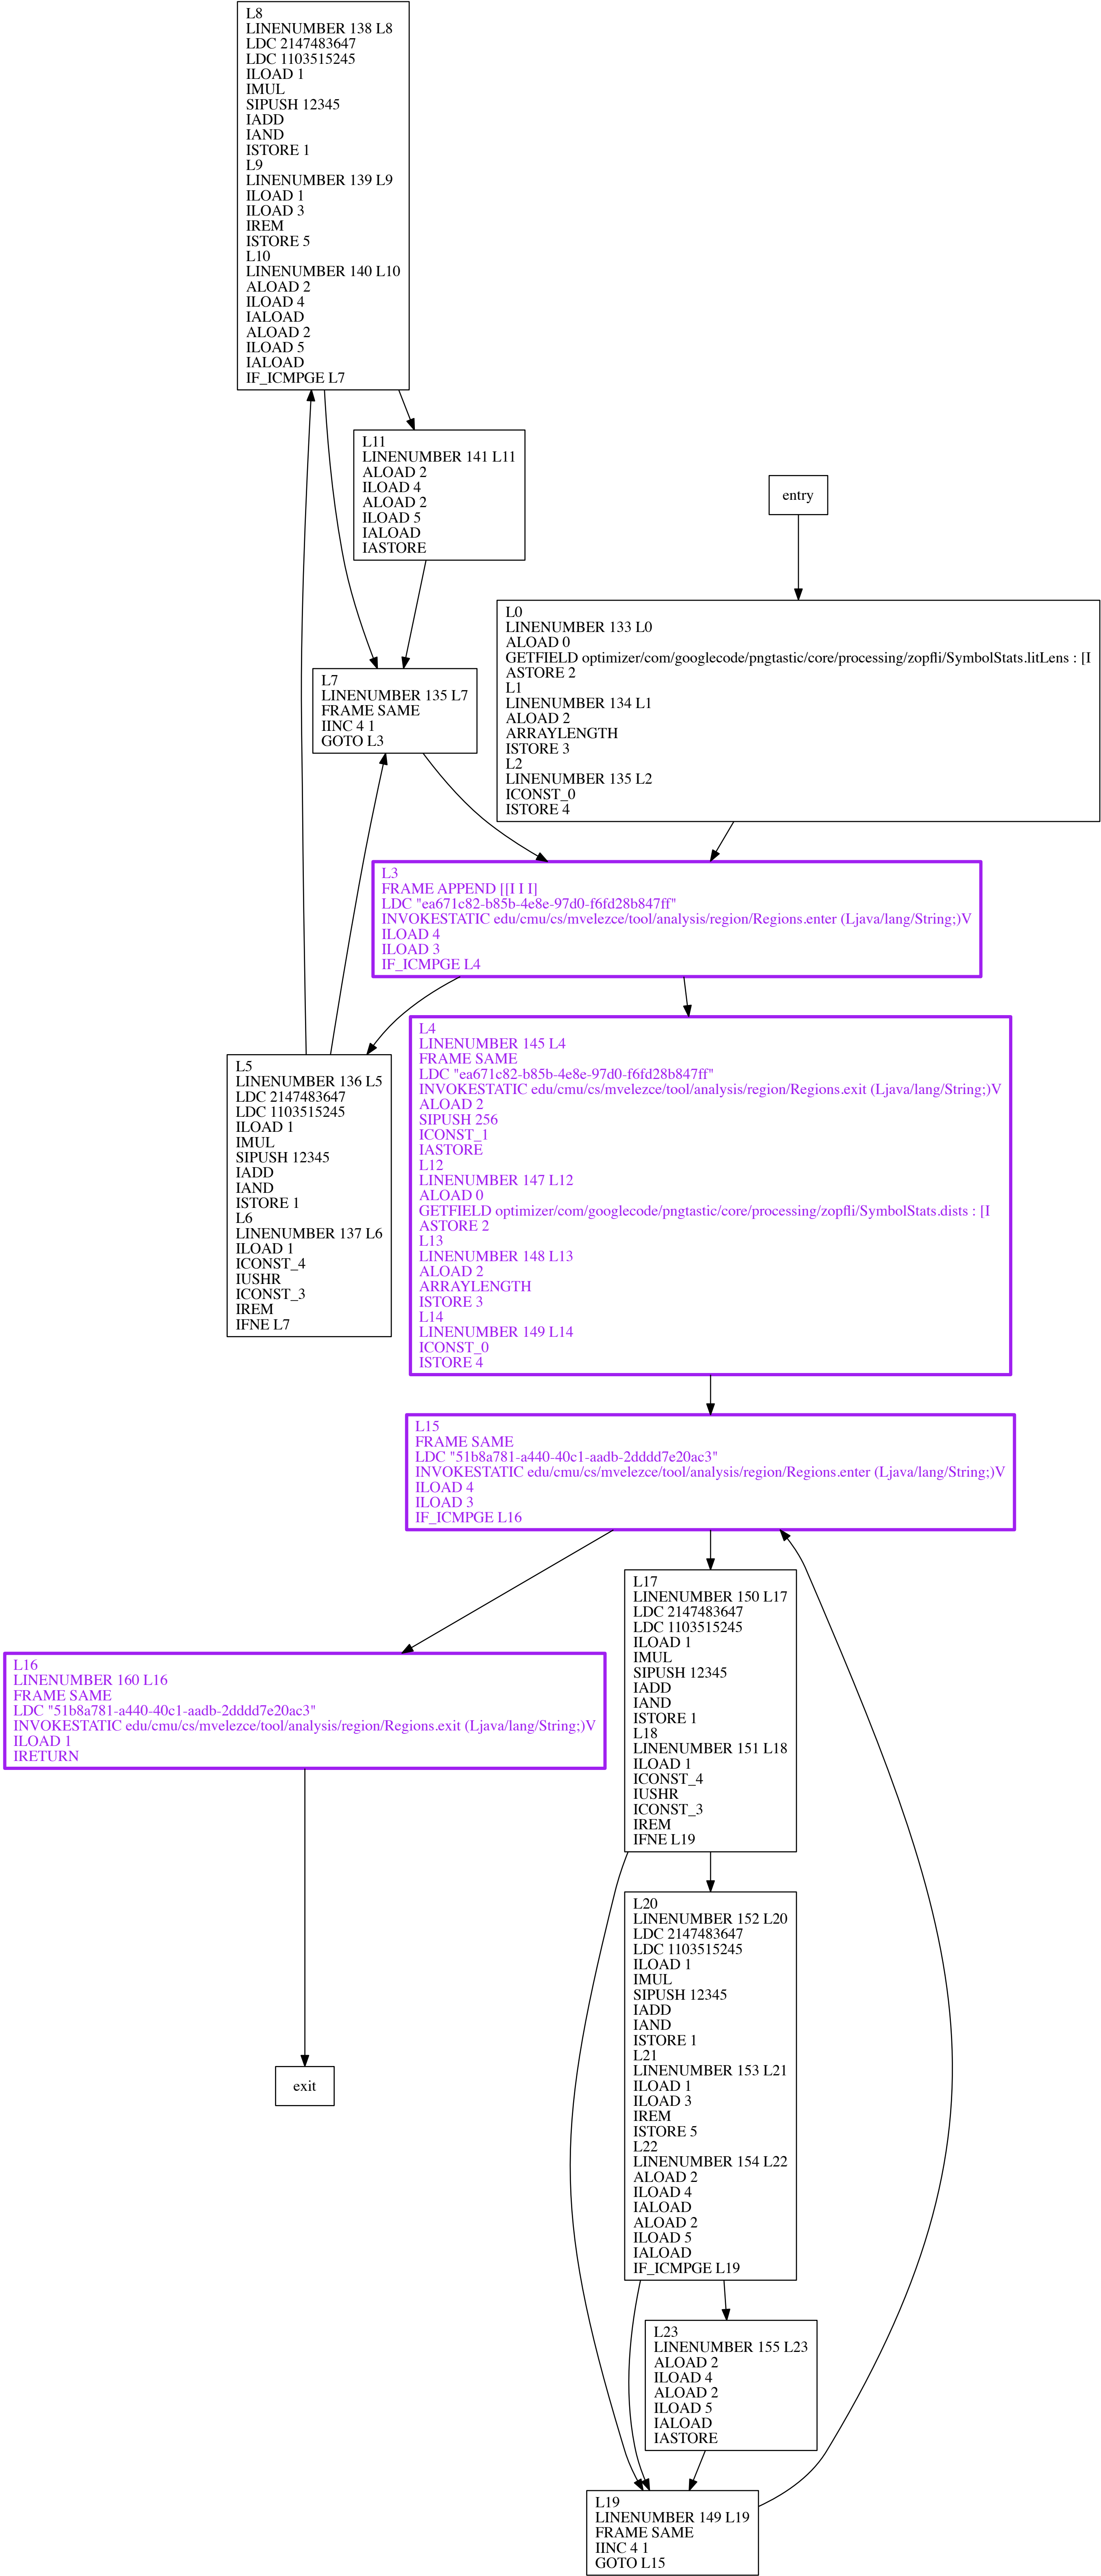 L8
LINENUMBER 138 L8
LDC 2147483647
LDC 1103515245
ILOAD 1
IMUL
SIPUSH 12345
IADD
IAND
ISTORE 1
L9
LINENUMBER 139 L9
ILOAD 1
ILOAD 3
IREM
ISTORE 5
L10
LINENUMBER 140 L10
ALOAD 2
ILOAD 4
IALOAD
ALOAD 2
ILOAD 5
IALOAD
IF_ICMPGE L7
L11
LINENUMBER 141 L11
ALOAD 2
ILOAD 4
ALOAD 2
ILOAD 5
IALOAD
IASTORE
entry
L0
LINENUMBER 133 L0
ALOAD 0
GETFIELD optimizer/com/googlecode/pngtastic/core/processing/zopfli/SymbolStats.litLens : [I
ASTORE 2
L1
LINENUMBER 134 L1
ALOAD 2
ARRAYLENGTH
ISTORE 3
L2
LINENUMBER 135 L2
ICONST_0
ISTORE 4
L7
LINENUMBER 135 L7
FRAME SAME
IINC 4 1
GOTO L3
L3
FRAME APPEND [[I I I]
LDC "ea671c82-b85b-4e8e-97d0-f6fd28b847ff"
INVOKESTATIC edu/cmu/cs/mvelezce/tool/analysis/region/Regions.enter (Ljava/lang/String;)V
ILOAD 4
ILOAD 3
IF_ICMPGE L4
L4
LINENUMBER 145 L4
FRAME SAME
LDC "ea671c82-b85b-4e8e-97d0-f6fd28b847ff"
INVOKESTATIC edu/cmu/cs/mvelezce/tool/analysis/region/Regions.exit (Ljava/lang/String;)V
ALOAD 2
SIPUSH 256
ICONST_1
IASTORE
L12
LINENUMBER 147 L12
ALOAD 0
GETFIELD optimizer/com/googlecode/pngtastic/core/processing/zopfli/SymbolStats.dists : [I
ASTORE 2
L13
LINENUMBER 148 L13
ALOAD 2
ARRAYLENGTH
ISTORE 3
L14
LINENUMBER 149 L14
ICONST_0
ISTORE 4
L5
LINENUMBER 136 L5
LDC 2147483647
LDC 1103515245
ILOAD 1
IMUL
SIPUSH 12345
IADD
IAND
ISTORE 1
L6
LINENUMBER 137 L6
ILOAD 1
ICONST_4
IUSHR
ICONST_3
IREM
IFNE L7
L15
FRAME SAME
LDC "51b8a781-a440-40c1-aadb-2dddd7e20ac3"
INVOKESTATIC edu/cmu/cs/mvelezce/tool/analysis/region/Regions.enter (Ljava/lang/String;)V
ILOAD 4
ILOAD 3
IF_ICMPGE L16
L17
LINENUMBER 150 L17
LDC 2147483647
LDC 1103515245
ILOAD 1
IMUL
SIPUSH 12345
IADD
IAND
ISTORE 1
L18
LINENUMBER 151 L18
ILOAD 1
ICONST_4
IUSHR
ICONST_3
IREM
IFNE L19
L16
LINENUMBER 160 L16
FRAME SAME
LDC "51b8a781-a440-40c1-aadb-2dddd7e20ac3"
INVOKESTATIC edu/cmu/cs/mvelezce/tool/analysis/region/Regions.exit (Ljava/lang/String;)V
ILOAD 1
IRETURN
L20
LINENUMBER 152 L20
LDC 2147483647
LDC 1103515245
ILOAD 1
IMUL
SIPUSH 12345
IADD
IAND
ISTORE 1
L21
LINENUMBER 153 L21
ILOAD 1
ILOAD 3
IREM
ISTORE 5
L22
LINENUMBER 154 L22
ALOAD 2
ILOAD 4
IALOAD
ALOAD 2
ILOAD 5
IALOAD
IF_ICMPGE L19
exit
L23
LINENUMBER 155 L23
ALOAD 2
ILOAD 4
ALOAD 2
ILOAD 5
IALOAD
IASTORE
L19
LINENUMBER 149 L19
FRAME SAME
IINC 4 1
GOTO L15